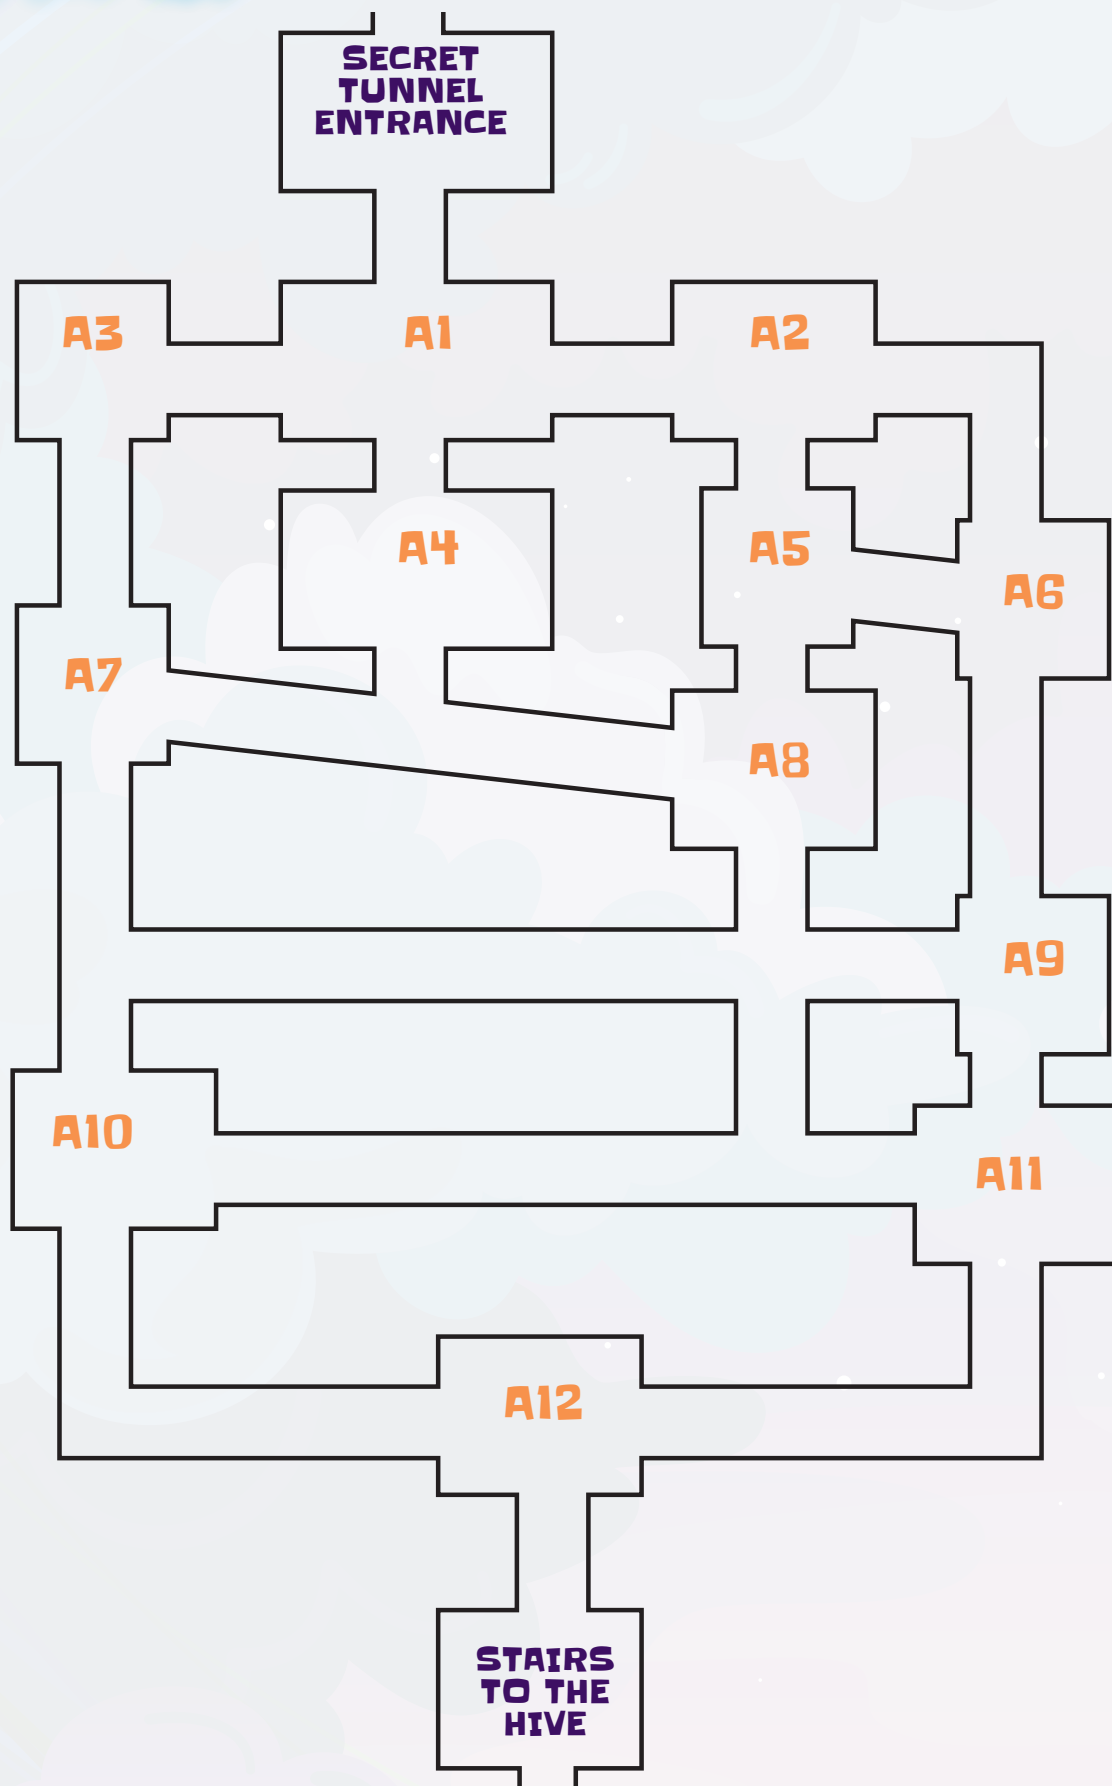 SECRET
TUNNEL
ENTRANCE
A3
A1
A2
A4
A5
A6
A7
A8
A9
A10
A11
A12
STAIRS
TO THE
HIVE